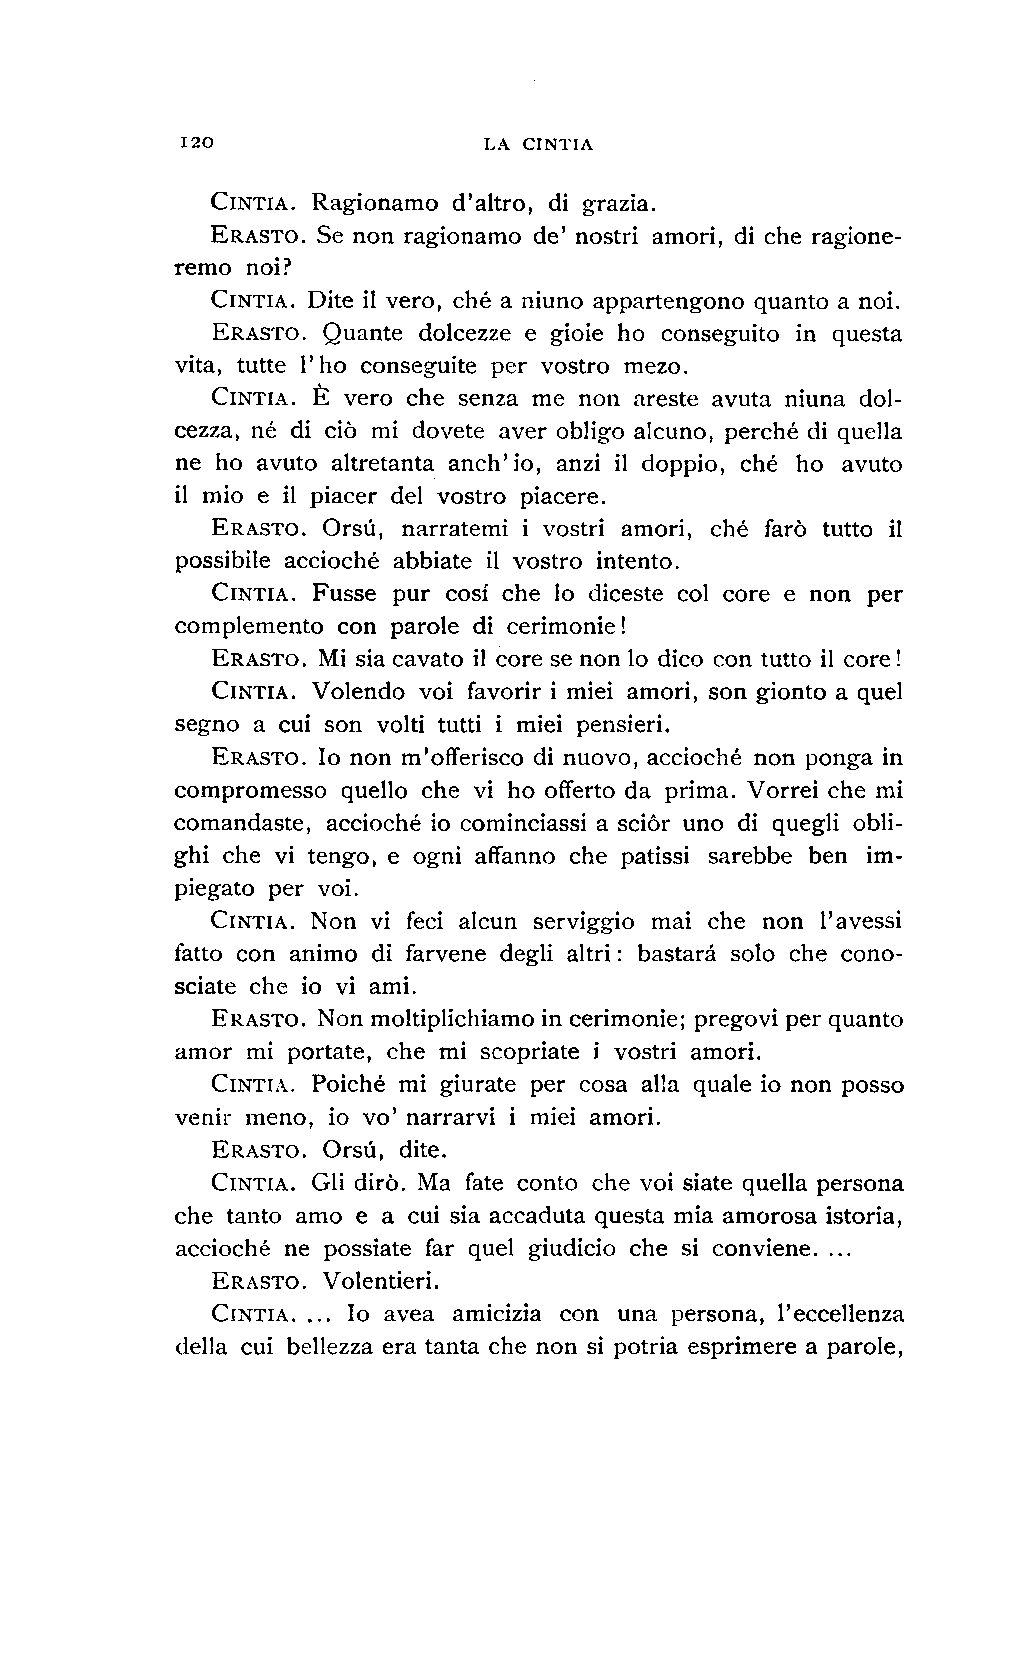 120 LA CINTIA
CINTIA. Ragionamo d'altro, di grazia.
ERASTO. Se non ragionamo de' nostri amori, di che ragione-
remo noi?
CINTIA. Dite il vero, ché a niuno appartengono quanto a noi.
ERASTO. Quante dolcezze e gioie ho conseguito in questa
vita, tutte l'ho conseguite per vostro mezo.
CINTIA. È vero che senza me non areste avuta niuna dol-
cezza, né di ciò mi dovete aver obligo alcuno, perché di quella
ne ho avuto altretanta anch'io, anzi il doppio, ché ho avuto
il mio e il piacer del vostro piacere.
ERASTO. Orsú, narratemi i vostri amori, ché farò tutto il
possibile accioché abbiate il vostro intento.
CINTIA. Fusse pur cosí che lo diceste col core e non per
complemento con parole di cerimonie!
ERASTO. Mi sia cavato il core se non lo dico con tutto il core!
CINTIA. Volendo voi favorir i miei amori, son gionto a quel
segno a cui son volti tutti i miei pensieri.
ERASTO. Io non m'offerisco di nuovo, accioché non ponga in
compromesso quello che vi ho offerto da prima. Vorrei che mi
comandaste, accioché io cominciassi a sciôr uno di quegli obli-
ghi che vi tengo, e ogni affanno che patissi sarebbe ben im-
piegato per voi.
CINTIA. Non vi feci alcun serviggio mai che non l'avessi
fatto con animo di farvene degli altri: bastará solo che cono-
sciate che io vi ami.
ERASTO. Non moltiplichiamo in cerimonie; pregovi per quanto
amor mi portate, che mi scopriate i vostri amori.
CINTIA. Poiché mi giurate per cosa alla quale io non posso
venir meno, io vo' narrarvi i miei amori.
ERASTO. Orsú, dite.
CINTIA. Gli dirò. Ma fate conto che voi siate quella persona
che tanto amo e a cui sia accaduta questa mia amorosa istoria,
accioché ne possiate far quel giudicio che si conviene. ...
ERASTO. Volentieri.
CINTIA. ... Io avea amicizia con una persona, l'eccellenza
della cui bellezza era tanta che non si potria esprimere a parole,